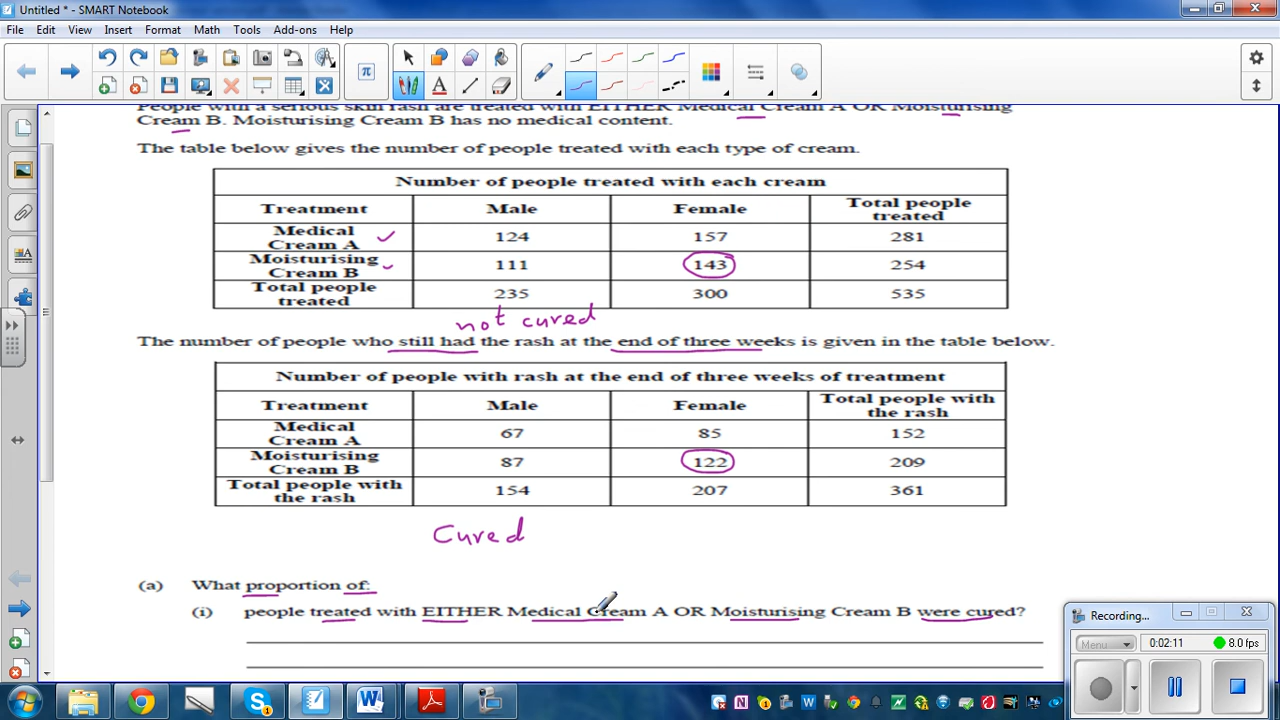 Untitled * - SMART Notebook
File Edit View Insert Format Math Tools Add-ons Help
People with a serious skin rash are treated with EITHER Medical Cream A OR Moisturising
Cream B. Moisturising Cream B has no medical content.
The table below gives the number of people treated with each type of cream.
Number of people treated with each cream
Treatment Male Female Total people treated
Medical Cream A 124 157 281
Moisturising Cream B 111 143 254
Total people treated 235 300 535
not cured
The number of people who still had the rash at the end of three weeks is given in the table below.
Number of people with rash at the end of three weeks of treatment
Treatment Male Female Total people with the rash
Medical Cream A 67 85 152
Moisturising Cream B 87 122 209
Total people with the rash 154 207 361
Cured
(a) What proportion of:
(i) people treated with EITHER Medical Cream A OR Moisturising Cream B were cured?
Recording...
Menu 0:02:11 8.0 fps